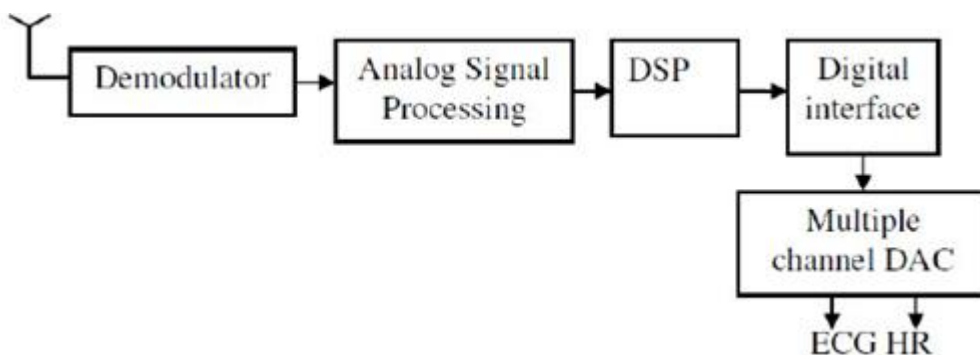 Demodulator
Analog Signal
Processing
DSP
Digital
interface
Multiple
channel DAC
ECG HR